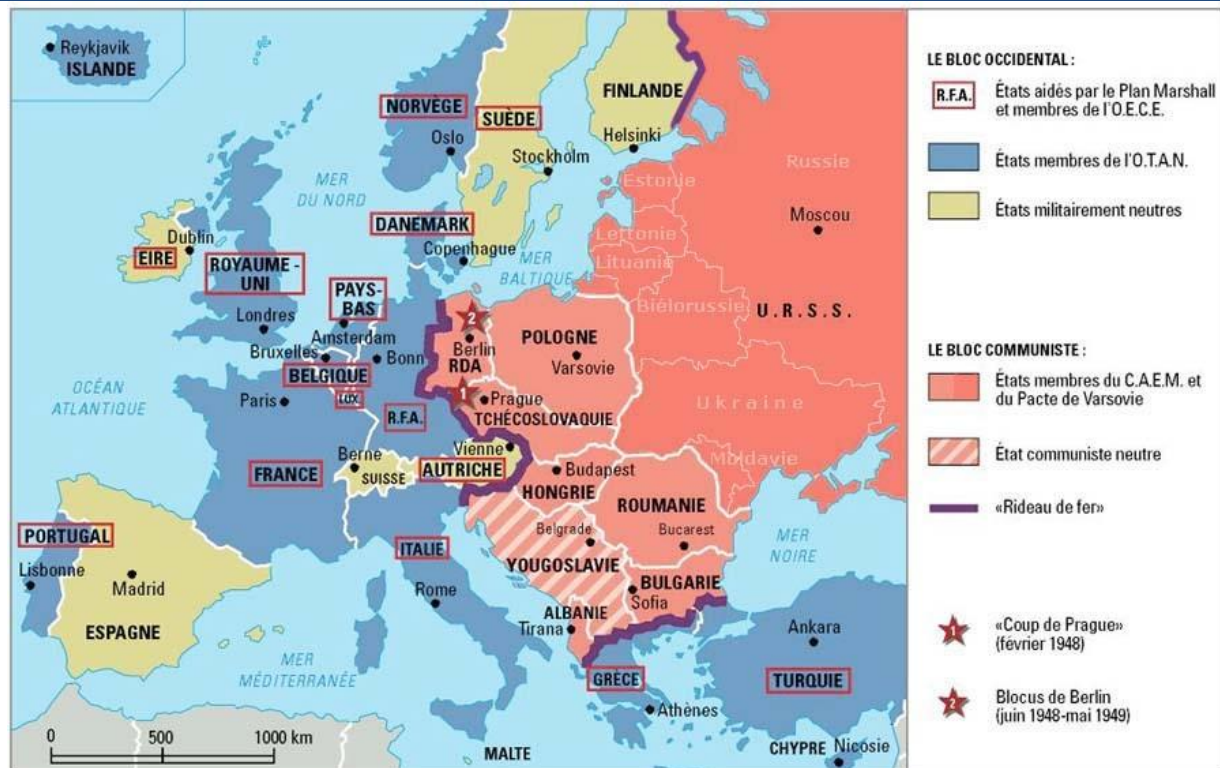 Reykjavik
ISLANDE
NORVÈGE
Oslo
SUÈDE
Stockholm
FINLANDE
Helsinki
MER
DU NORD
Estonie
Russie
Moscou
DANEMARK
Copenhague
MER
BALTIQUE
Lettonie
Lituanie
Biélorussie
U.R.S.S.
Dublin
EIRE
ROYAUME-
UNI
Londres
PAYS-
BAS
Amsterdam
Bruxelles
BELGIQUE
Bonn
LUX.
2
Berlin
RDA
POLOGNE
Varsovie
OCÉAN
ATLANTIQUE
Paris
R.F.A.
1
Prague
TCHÉCOSLOVAQUIE
Ukraine
Moldavie
FRANCE
Berne
SUISSE
Vienne
AUTRICHE
Budapest
HONGRIE
ROUMANIE
Bucarest
Belgrade
YOUGOSLAVIE
MER
NOIRE
PORTUGAL
Lisbonne
Madrid
ESPAGNE
ITALIE
Rome
BULGARIE
Sofia
ALBANIE
Tirana
MER
MÉDITERRANÉE
GRÈCE
Athènes
Ankara
TURQUIE
MALTE
CHYPRE Nicosie
0 500 1000 km
LE BLOC OCCIDENTAL :
R.F.A.
États aidés par le Plan Marshall
et membres de l'O.E.C.E.
États membres de l'O.T.A.N.
États militairement neutres
LE BLOC COMMUNISTE :
États membres du C.A.E.M. et
du Pacte de Varsovie
État communiste neutre
«Rideau de fer»
1
«Coup de Prague»
(février 1948)
2
Blocus de Berlin
(juin 1948-mai 1949)